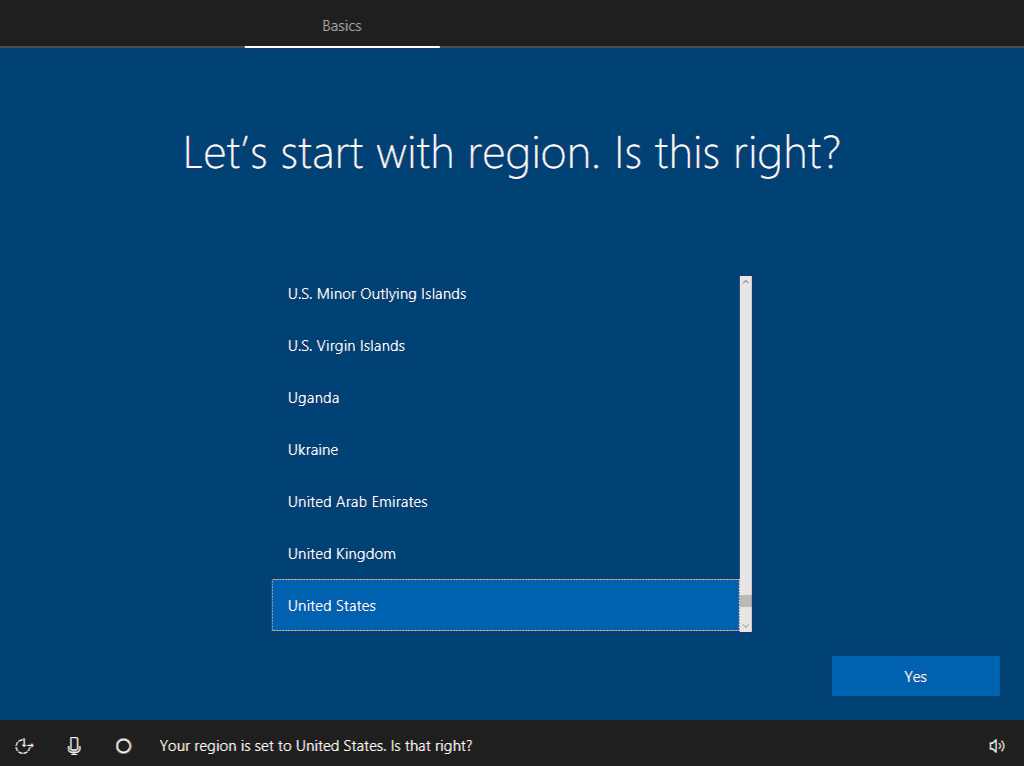 Basics
Let's start with region. Is this right?
U.S. Minor Outlying Islands
U.S. Virgin Islands
Uganda
Ukraine
United Arab Emirates
United Kingdom
United States
Yes
Your region is set to United States. Is that right?